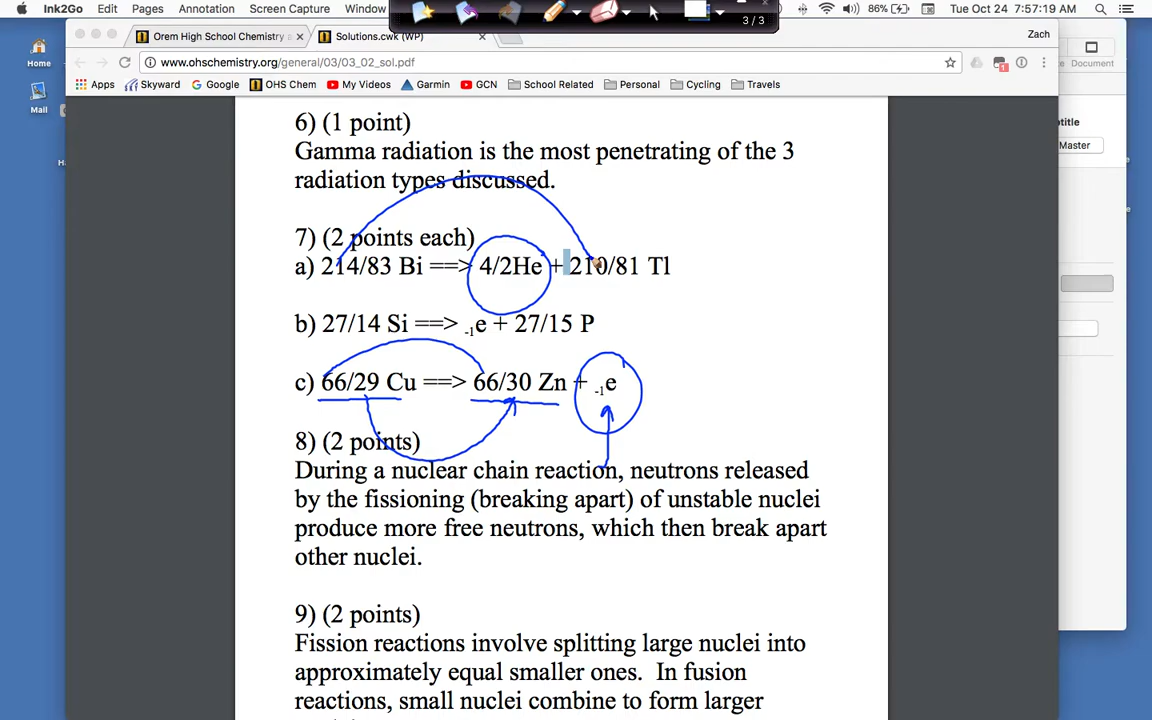 Ink2Go Edit Pages Annotation Screen Capture Window
3 / 3
86% Tue Oct 24 7:57:19 AM
Orem High School Chemistry
Solutions.cwk (WP)
Zach
www.ohschemistry.org/general/03/03_02_sol.pdf
Apps Skyward Google OHS Chem My Videos Garmin GCN School Related Personal Cycling Travels
Home
Mail
Document
Master
6) (1 point)
Gamma radiation is the most penetrating of the 3
radiation types discussed.
7) (2 points each)
a) 214/83 Bi ==> 4/2He + 210/81 Tl
b) 27/14 Si ==> -1e + 27/15 P
c) 66/29 Cu ==> 66/30 Zn + -1e
8) (2 points)
During a nuclear chain reaction, neutrons released
by the fissioning (breaking apart) of unstable nuclei
produce more free neutrons, which then break apart
other nuclei.
9) (2 points)
Fission reactions involve splitting large nuclei into
approximately equal smaller ones. In fusion
reactions, small nuclei combine to form larger